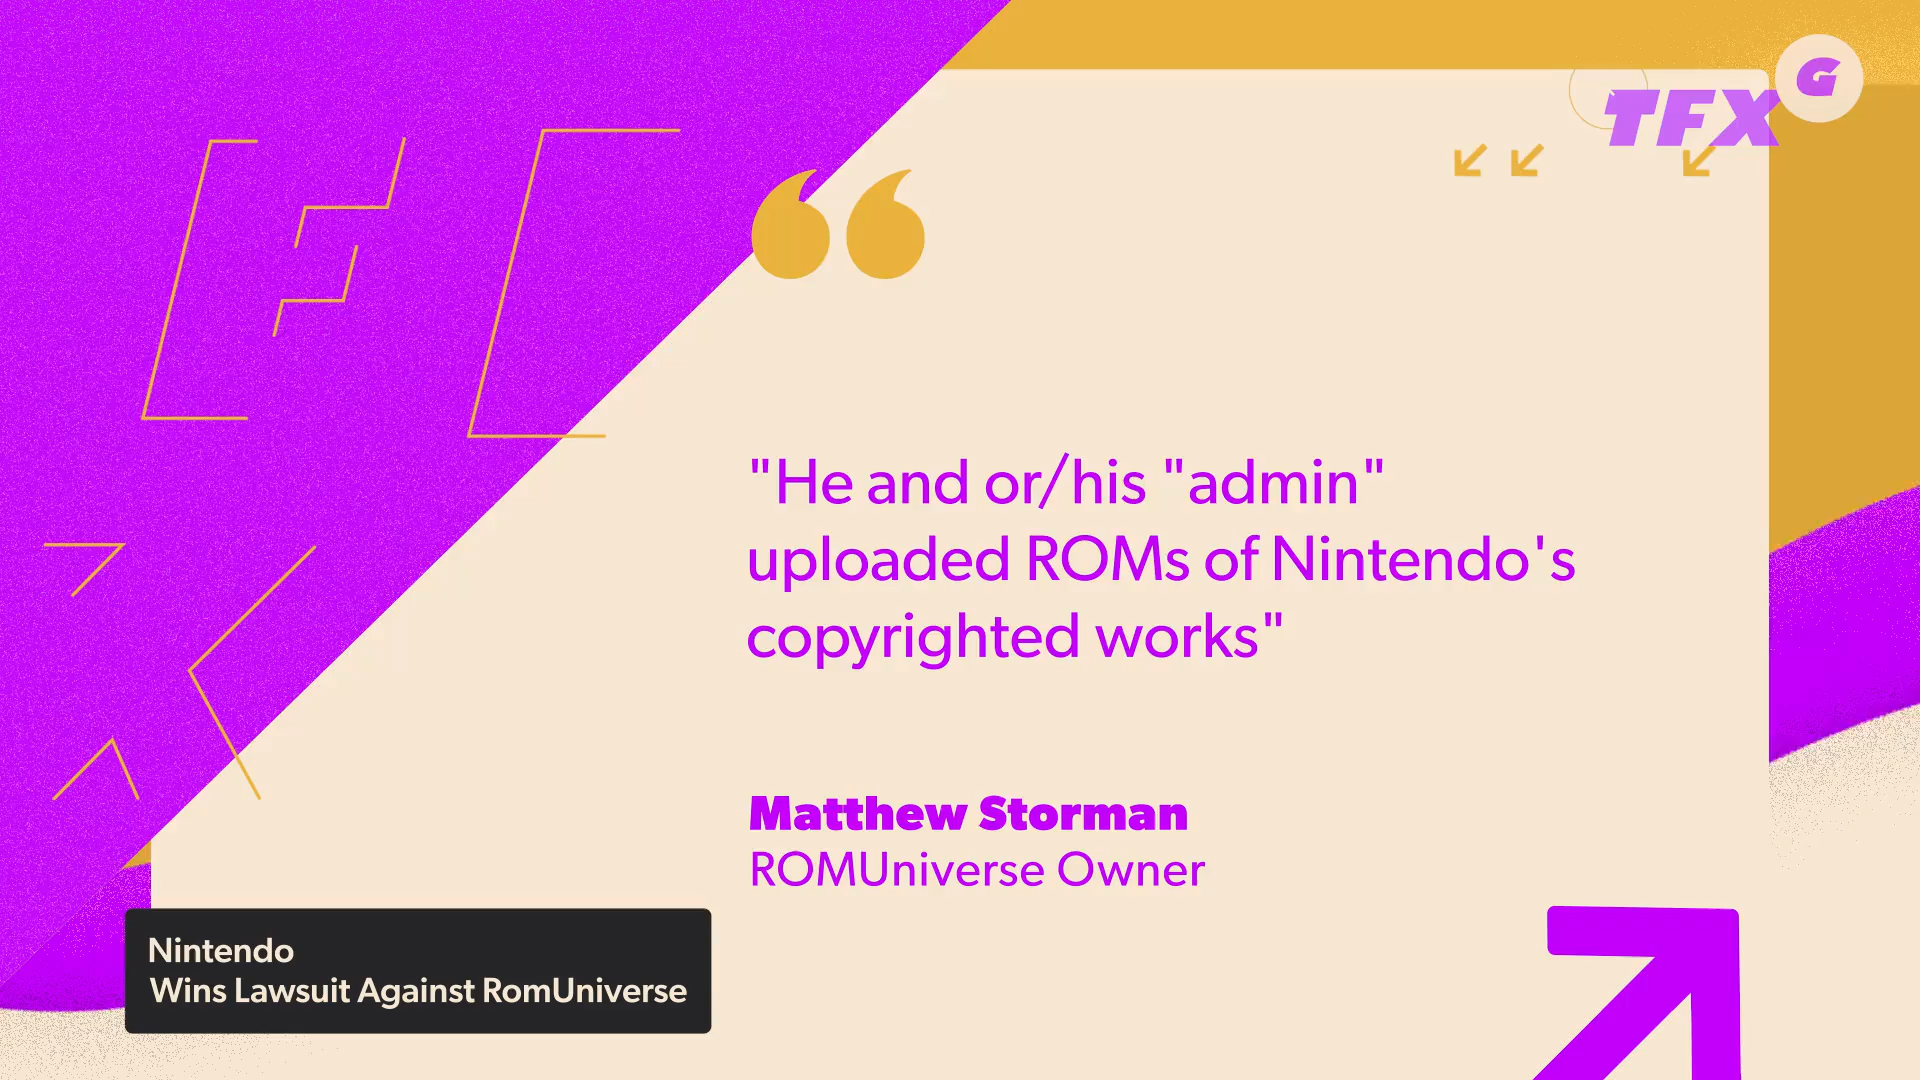 TFX G
"He and or/his "admin"
uploaded ROMs of Nintendo's
copyrighted works"
Matthew Storman
ROMUniverse Owner
Nintendo
Wins Lawsuit Against RomUniverse